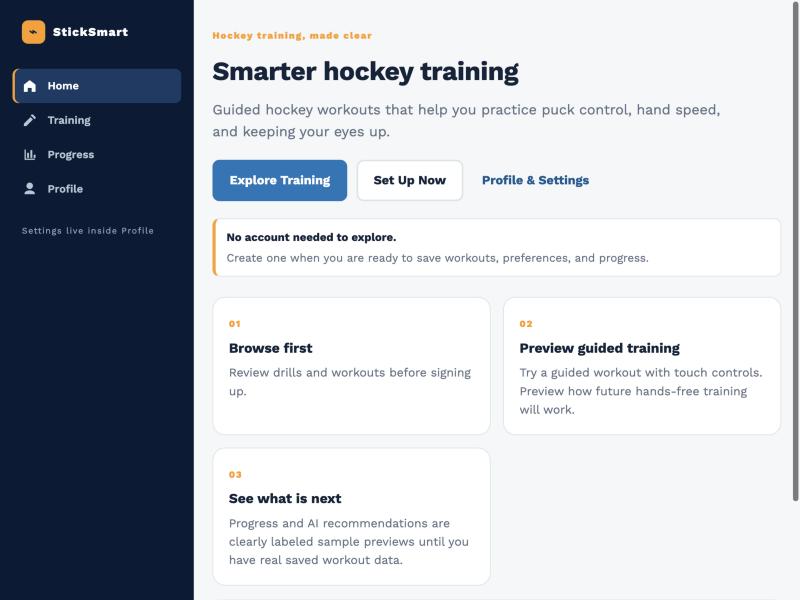 StickSmart
Home
Training
Progress
Profile
Settings live inside Profile
Hockey training, made clear
Smarter hockey training
Guided hockey workouts that help you practice puck control, hand speed,
and keeping your eyes up.
Explore Training
Set Up Now
Profile & Settings
No account needed to explore.
Create one when you are ready to save workouts, preferences, and progress.
01
Browse first
Review drills and workouts before signing
up.
02
Preview guided training
Try a guided workout with touch controls.
Preview how future hands-free training
will work.
03
See what is next
Progress and AI recommendations are
clearly labeled sample previews until you
have real saved workout data.